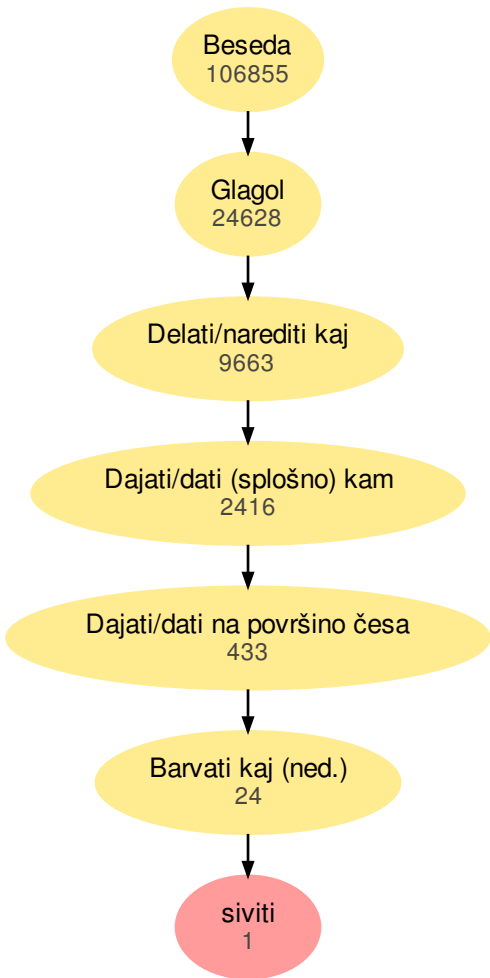 Beseda
106855
Glagol
24628
Delati/narediti kaj
9663
Dajati/dati (splošno) kam
2416
Dajati/dati na površino česa
433
Barvati kaj (ned.)
24
siviti
1